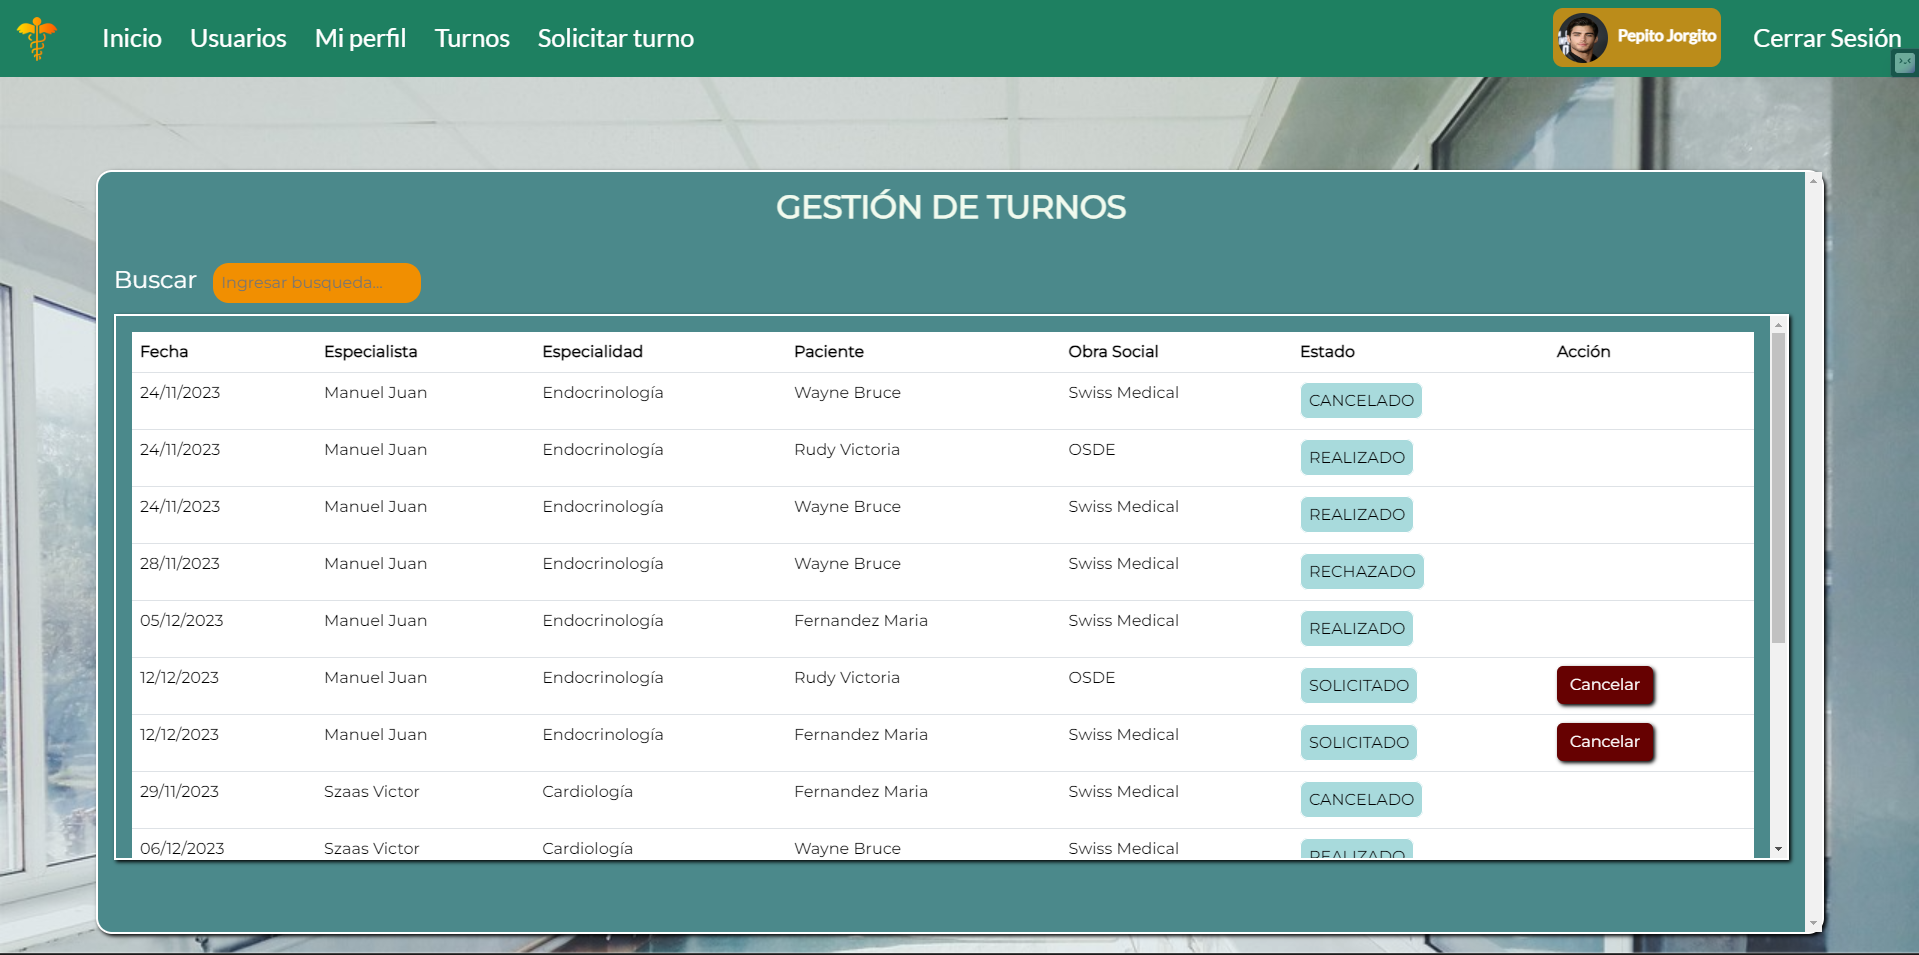 Inicio Usuarios Mi perfil Turnos Solicitar turno Pepito Jorgito Cerrar Sesión
GESTIÓN DE TURNOS
Buscar Ingresar busqueda...
Fecha Especialista Especialidad Paciente Obra Social Estado Acción
24/11/2023 Manuel Juan Endocrinología Wayne Bruce Swiss Medical CANCELADO
24/11/2023 Manuel Juan Endocrinología Rudy Victoria OSDE REALIZADO
24/11/2023 Manuel Juan Endocrinología Wayne Bruce Swiss Medical REALIZADO
28/11/2023 Manuel Juan Endocrinología Wayne Bruce Swiss Medical RECHAZADO
05/12/2023 Manuel Juan Endocrinología Fernandez Maria Swiss Medical REALIZADO
12/12/2023 Manuel Juan Endocrinología Rudy Victoria OSDE SOLICITADO Cancelar
12/12/2023 Manuel Juan Endocrinología Fernandez Maria Swiss Medical SOLICITADO Cancelar
29/11/2023 Szaas Victor Cardiología Fernandez Maria Swiss Medical CANCELADO
06/12/2023 Szaas Victor Cardiología Wayne Bruce Swiss Medical REALIZADO